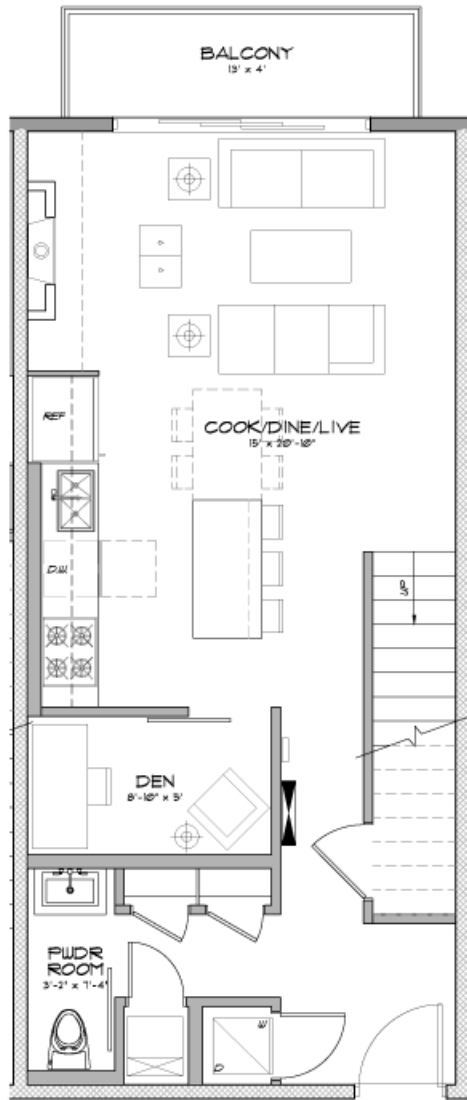 BALCONY
13' x 4'
REF
COOK/DINE/LIVE
15' x 20'-10"
D.W.
UP
DEN
8'-10" x 5'
PWDR
ROOM
3'-2" x 7'-4"
W
D